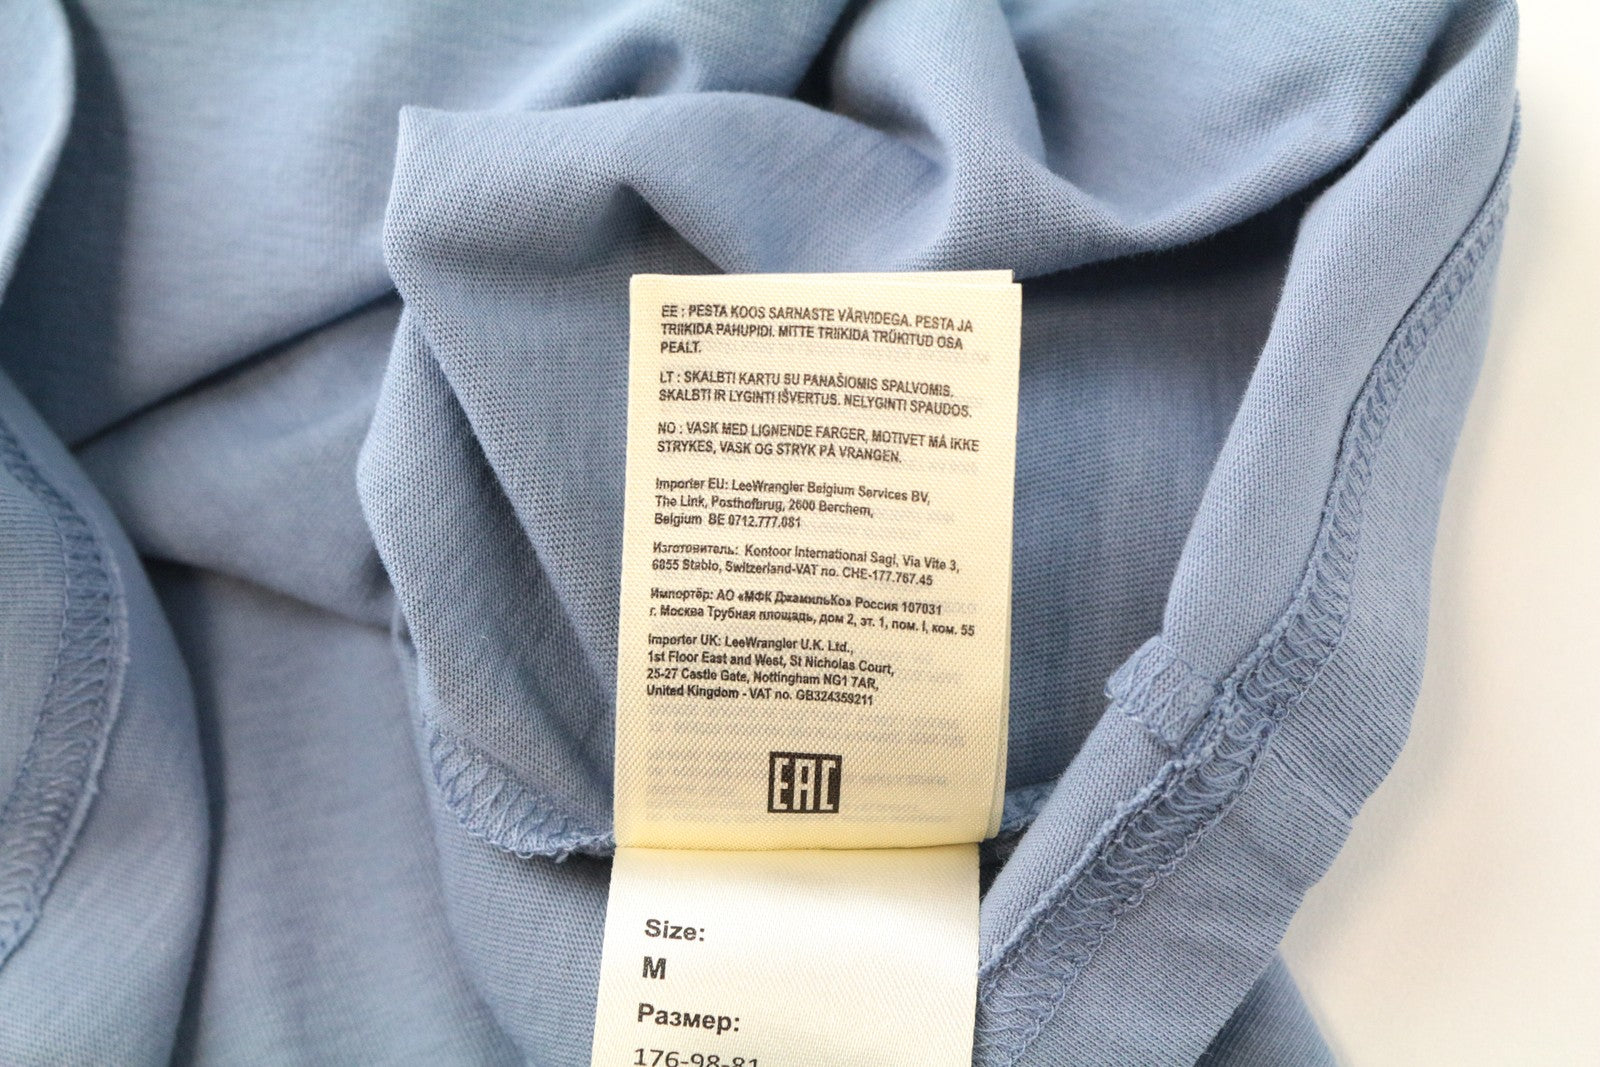 EE : PESTA KOOS SARNASTE VÄRVIDEGA. PESTA JA
TRIIKIDA PAHUPIDI. MITTE TRIIKIDA TRÜKITUD OSA
PEALT.
LT : SKALBTI KARTU SU PANAŠIOMIS SPALVOMIS.
SKALBTI IR LYGINTI IŠVERTUS. NELYGINTI SPAUDOS.
NO : VASK MED LIGNENDE FARGER, MOTIVET MÅ IKKE
STRYKES, VASK OG STRYK PÅ VRANGEN.
Importer EU: LeeWrangler Belgium Services BV,
The Link, Posthofbrug, 2600 Berchem,
Belgium BE 0712.777.081
Изготовитель: Kontoor International Sagl, Via Vite 3,
6855 Stabio, Switzerland-VAT no. CHE-177.767.45
Импортёр: АО «МФК ДжамильКо» Россия 107031
г. Москва Трубная площадь, дом 2, эт. 1, пом. I, ком. 55
Importer UK: LeeWrangler U.K. Ltd.,
1st Floor East and West, St Nicholas Court,
25-27 Castle Gate, Nottingham NG1 7AR,
United Kingdom - VAT no. GB324359211
EAC
Size:
M
Размер:
176-98-81